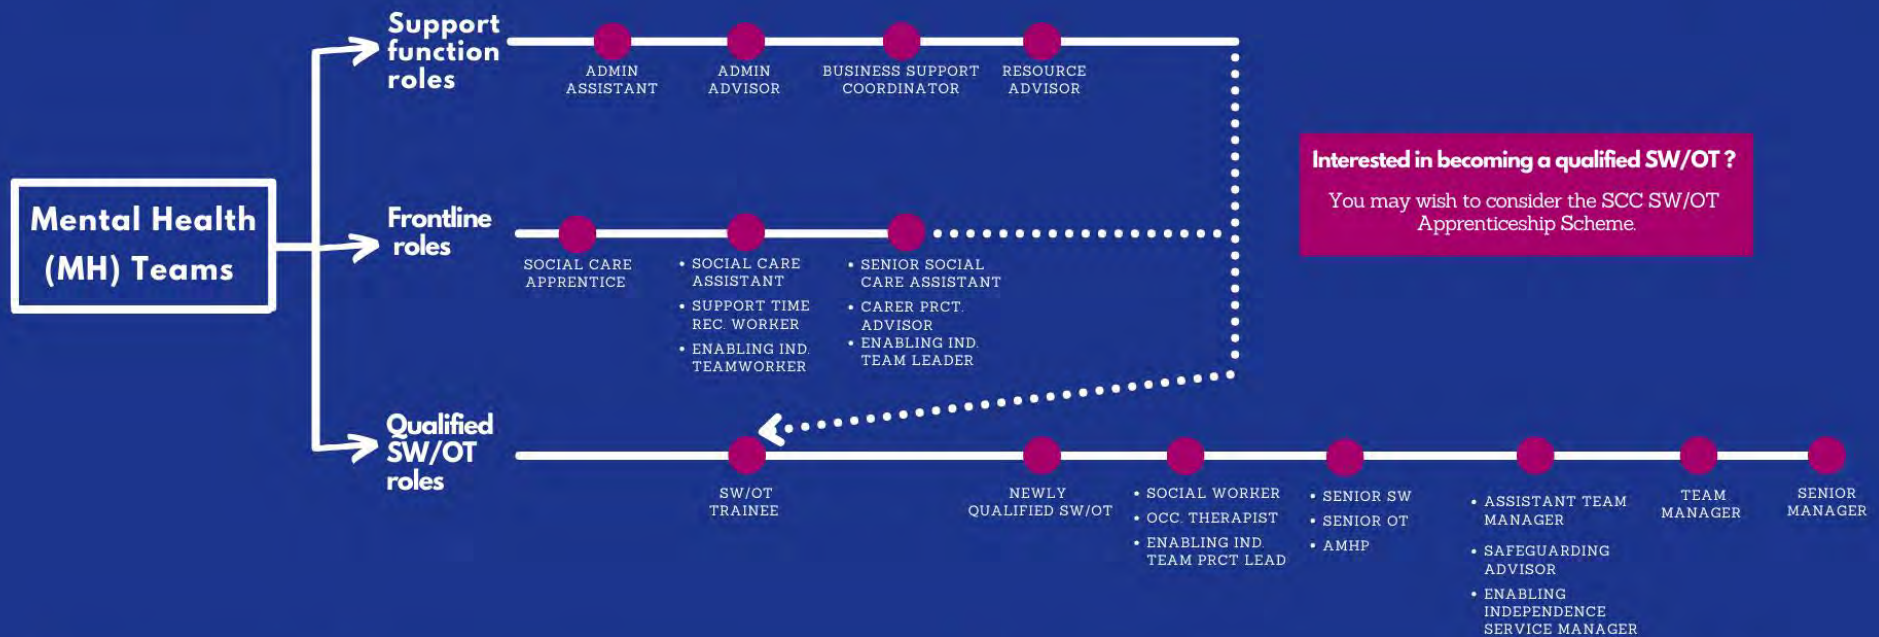 Mental Health
(MH) Teams
Support
function
roles
ADMIN
ASSISTANT
ADMIN
ADVISOR
BUSINESS SUPPORT
COORDINATOR
RESOURCE
ADVISOR
Interested in becoming a qualified SW/OT ?
You may wish to consider the SCC SW/OT
Apprenticeship Scheme.
Frontline
roles
SOCIAL CARE
APPRENTICE
• SOCIAL CARE
ASSISTANT
• SUPPORT TIME
REC. WORKER
• ENABLING IND.
TEAMWORKER
• SENIOR SOCIAL
CARE ASSISTANT
• CARER PRCT.
ADVISOR
• ENABLING IND.
TEAM LEADER
Qualified
SW/OT
roles
SW/OT
TRAINEE
NEWLY
QUALIFIED SW/OT
• SOCIAL WORKER
• OCC. THERAPIST
• ENABLING IND.
TEAM PRCT LEAD
• SENIOR SW
• SENIOR OT
• AMHP
• ASSISTANT TEAM
MANAGER
• SAFEGUARDING
ADVISOR
• ENABLING
INDEPENDENCE
SERVICE MANAGER
TEAM
MANAGER
SENIOR
MANAGER